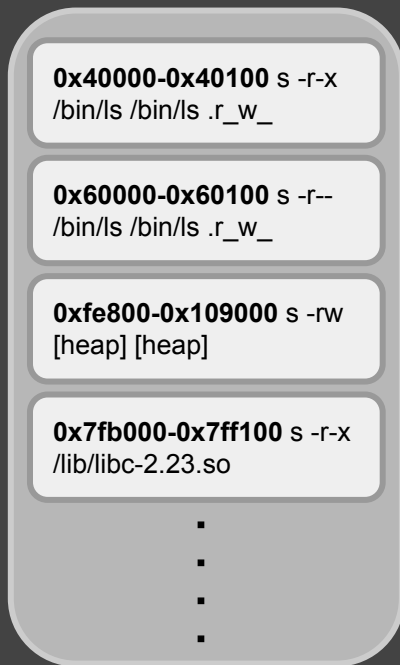 0x40000-0x40100 s -r-x
/bin/ls /bin/ls .r_w_
0x60000-0x60100 s -r--
/bin/ls /bin/ls .r_w_
0xfe800-0x109000 s -rw
[heap] [heap]
0x7fb000-0x7ff100 s -r-x
/lib/libc-2.23.so
.
.
.
.